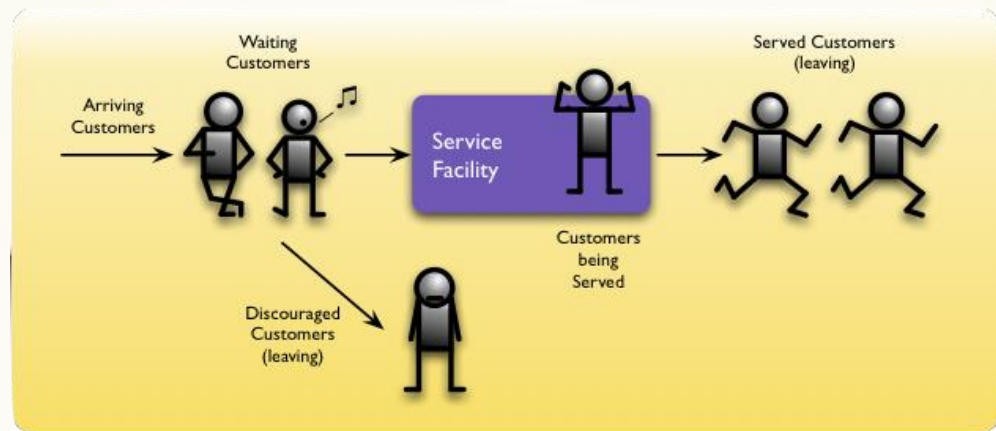 Waiting
Customers
Served Customers
(leaving)
Arriving
Customers
Service
Facility
Customers
being
Served
Discouraged
Customers
(leaving)